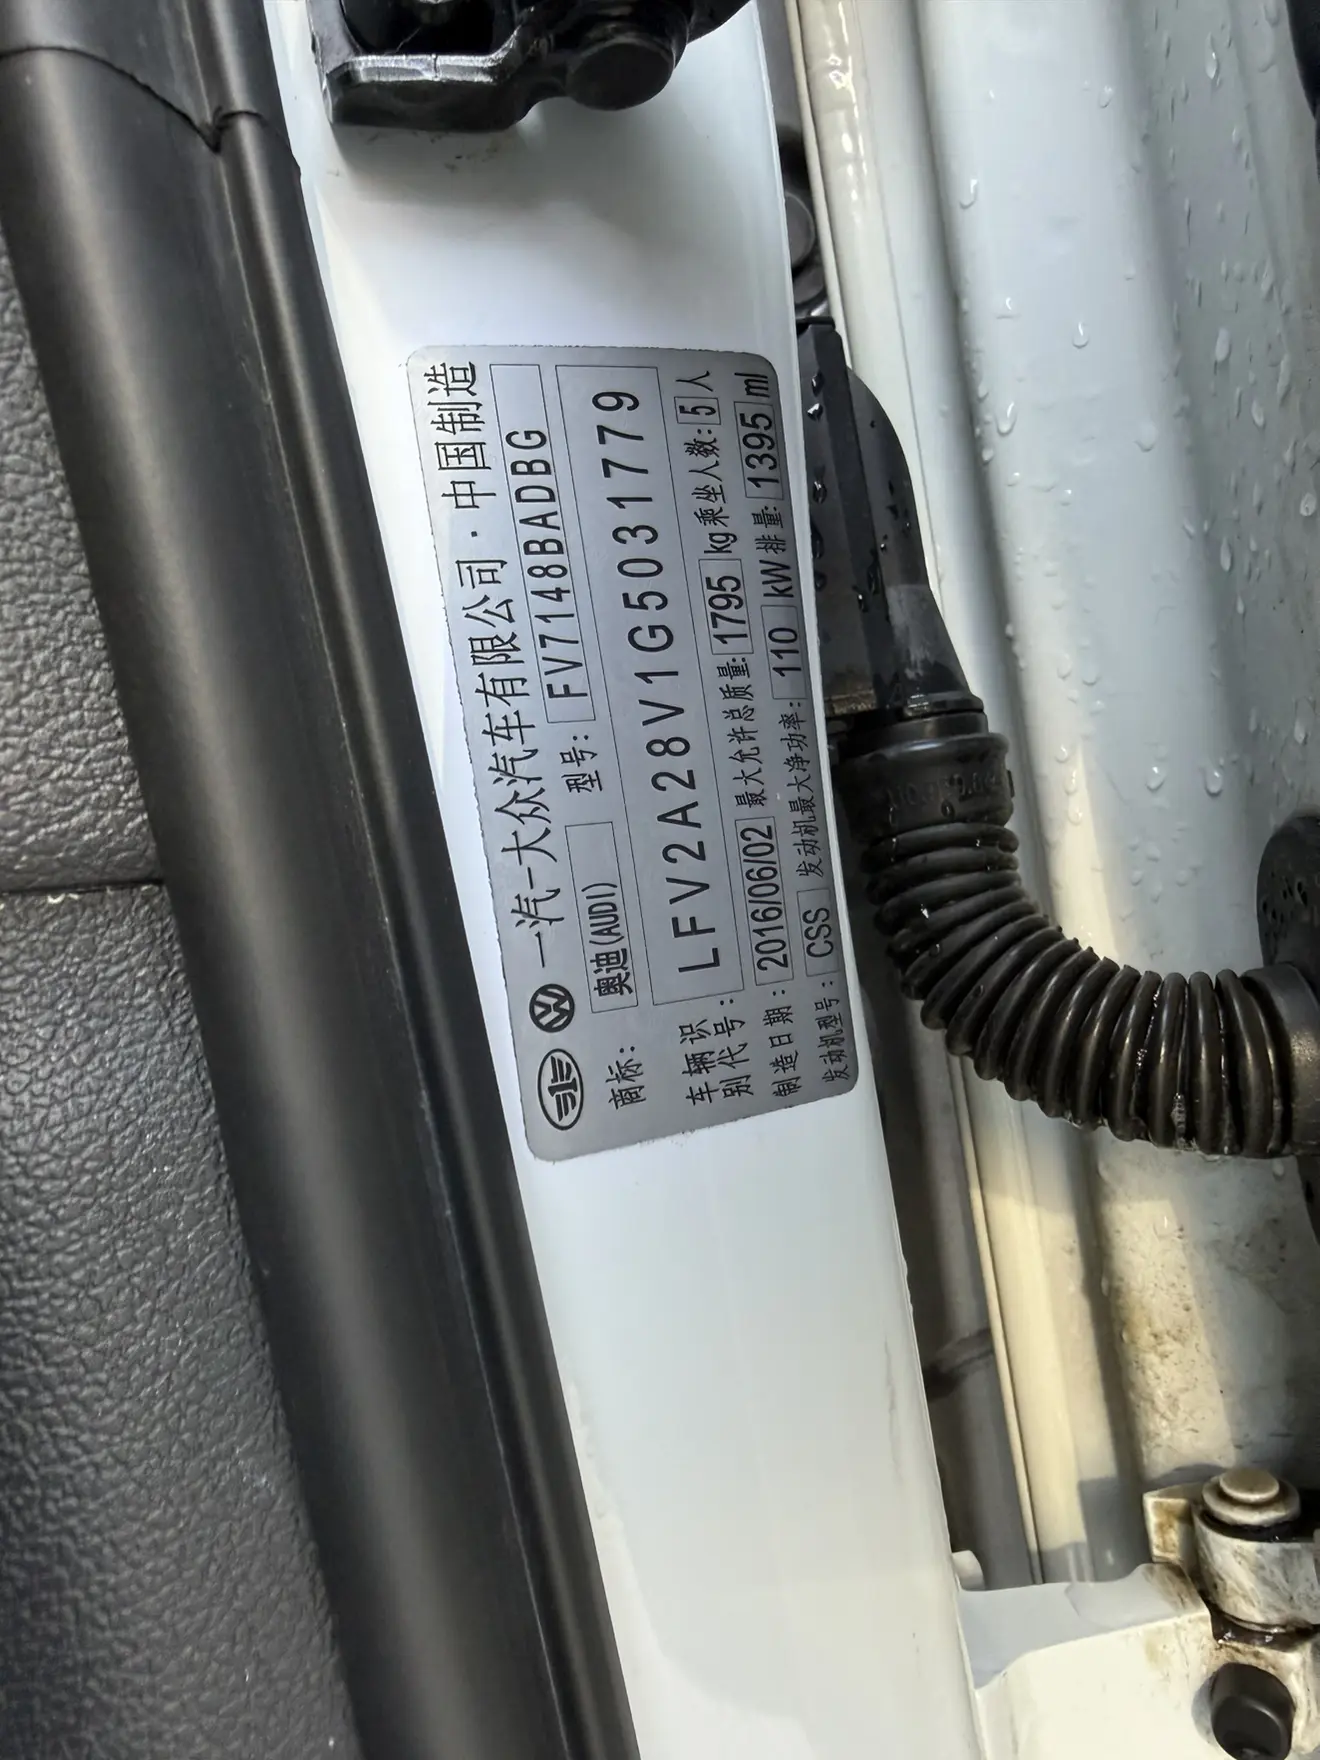 一汽-大众汽车有限公司·中国制造
商标: 奥迪(AUDI) 型号: FV7148BADBG
车辆识别代号: LFV2A28V1G5031779
制造日期: 2016/06/02 最大允许总质量: 1795 kg 乘坐人数: 5 人
发动机型号: CSS 发动机最大净功率: 110 kW 排量: 1395 ml